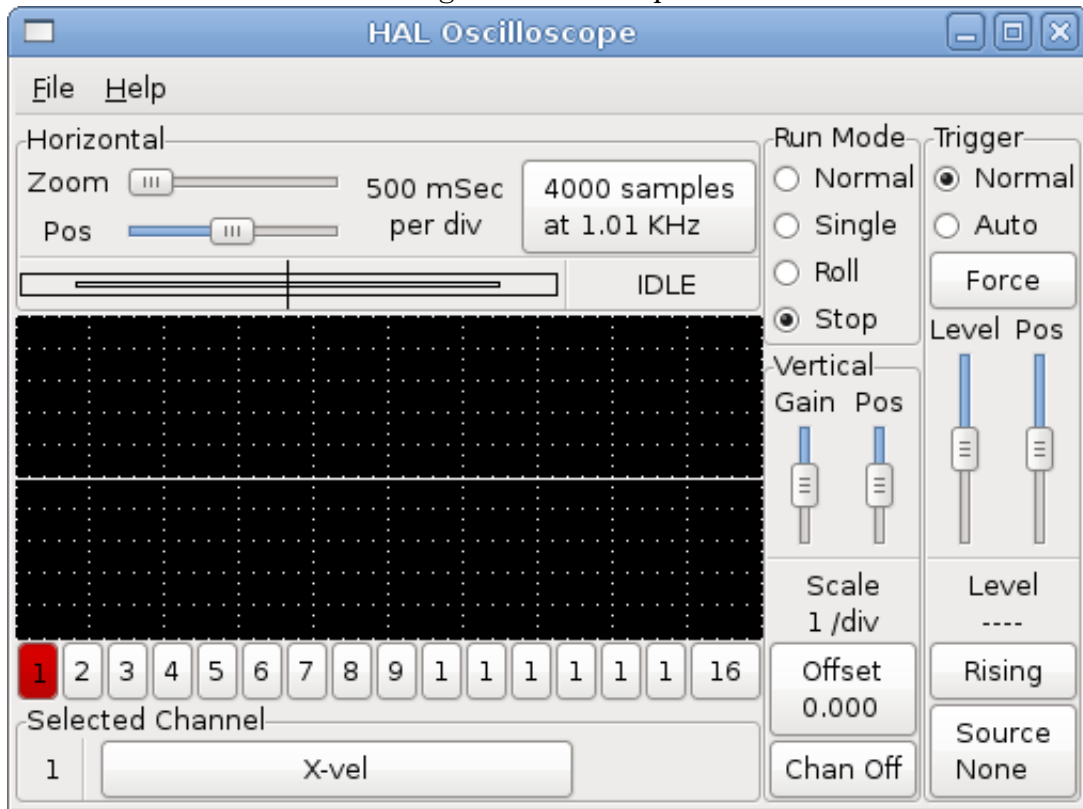 HAL Oscilloscope
File Help
Horizontal
Zoom
Pos
500 mSec
per div
4000 samples
at 1.01 KHz
IDLE
Run Mode
Normal
Single
Roll
Stop
Trigger
Normal
Auto
Force
Level Pos
Vertical
Gain Pos
Scale
1 /div
Level
----
1 2 3 4 5 6 7 8 9 1 1 1 1 1 1 16
Offset
0.000
Rising
Selected Channel
1 X-vel
Chan Off
Source
None